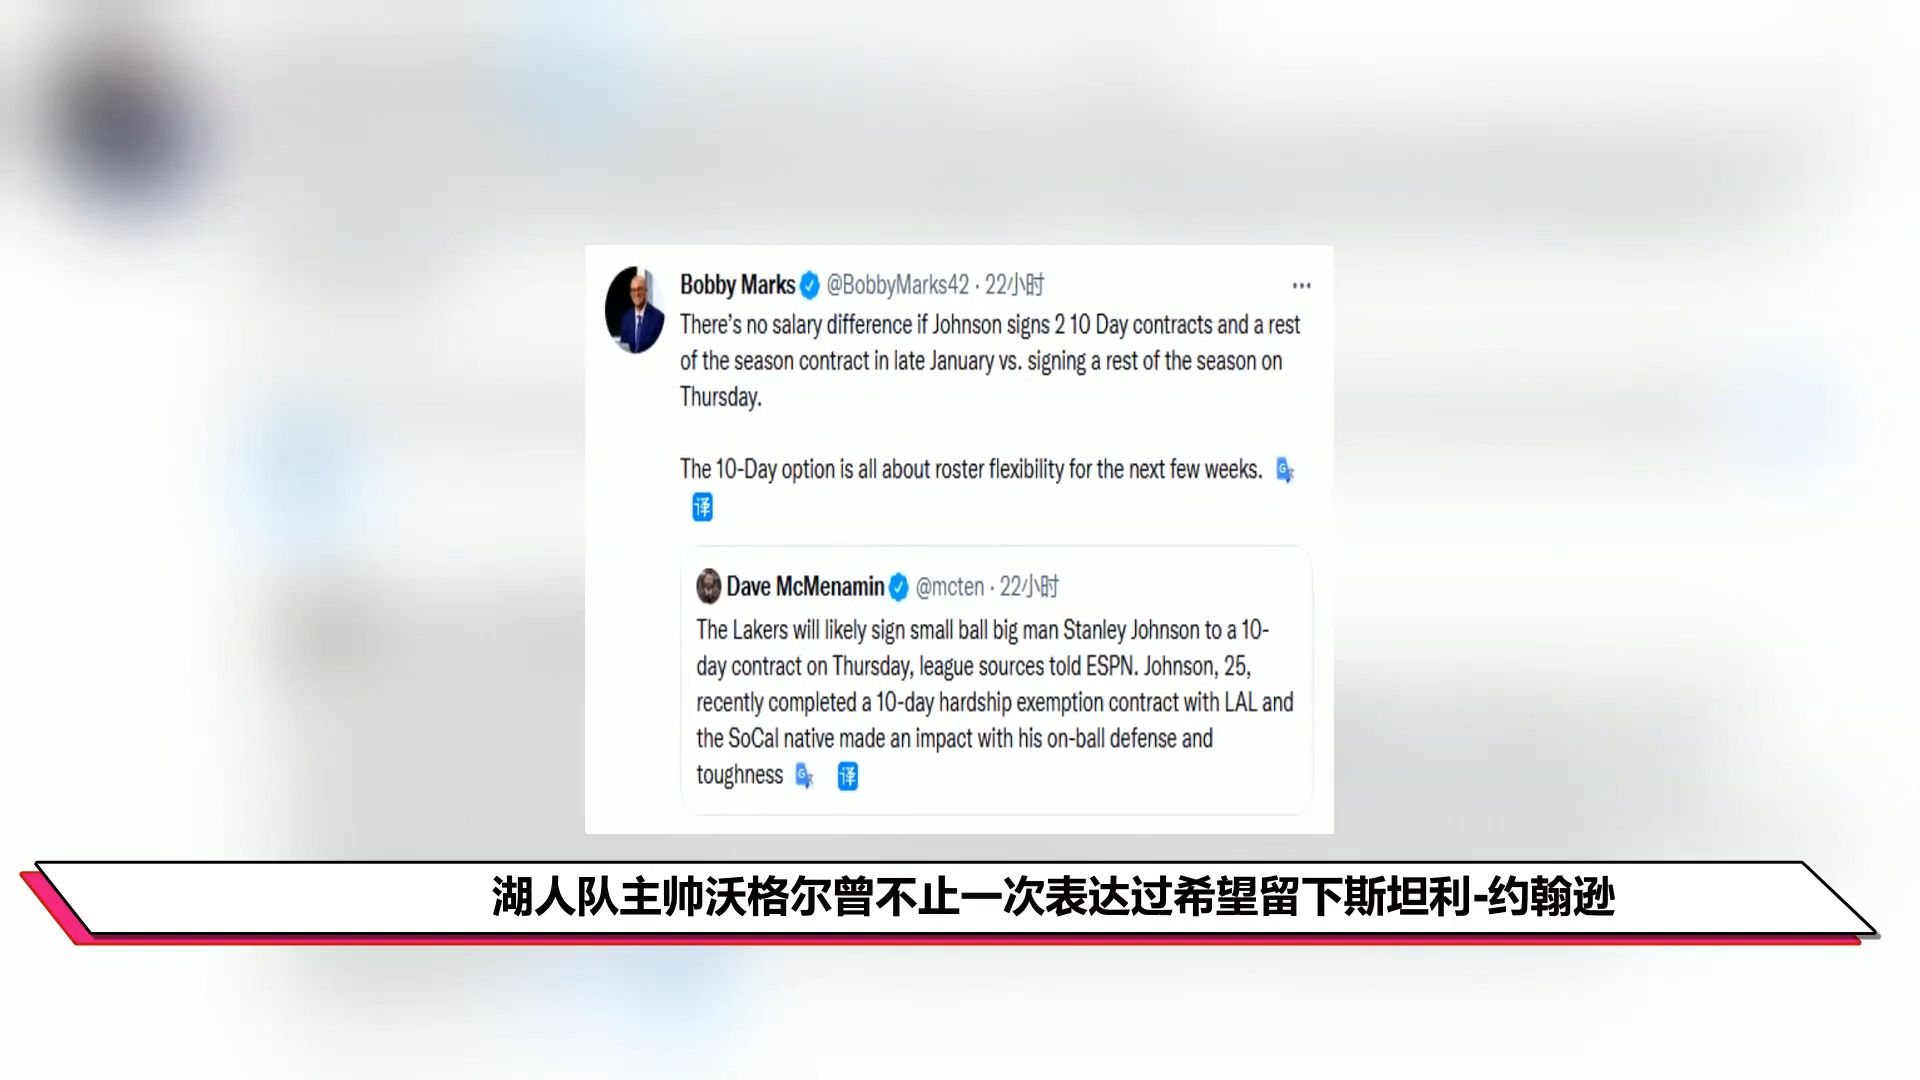 Bobby Marks @BobbyMarks42 · 22小时
There's no salary difference if Johnson signs 2 10 Day contracts and a rest
of the season contract in late January vs. signing a rest of the season on
Thursday.
The 10-Day option is all about roster flexibility for the next few weeks.
译
Dave McMenamin @mcten · 22小时
The Lakers will likely sign small ball big man Stanley Johnson to a 10-
day contract on Thursday, league sources told ESPN. Johnson, 25,
recently completed a 10-day hardship exemption contract with LAL and
the SoCal native made an impact with his on-ball defense and
toughness 译
湖人队主帅沃格尔曾不止一次表达过希望留下斯坦利-约翰逊